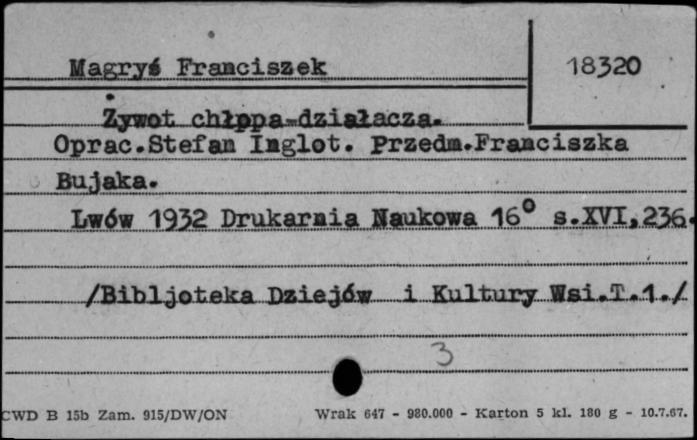 Magryś Franciszek
18320
Żywot chłopa-działacza.
Oprac.Stefan Inglot. Przedm.Franciszka
Bujaka.
Lwów 1932 Drukarnia Naukowa 16° s.XVI,236.
/Bibljoteka Dziejów i Kultury Wsi.T.1./
3
CWD B 15b Zam. 915/DW/ON
Wrak 647 - 980.000 - Karton 5 kl. 180 g - 10.7.67.